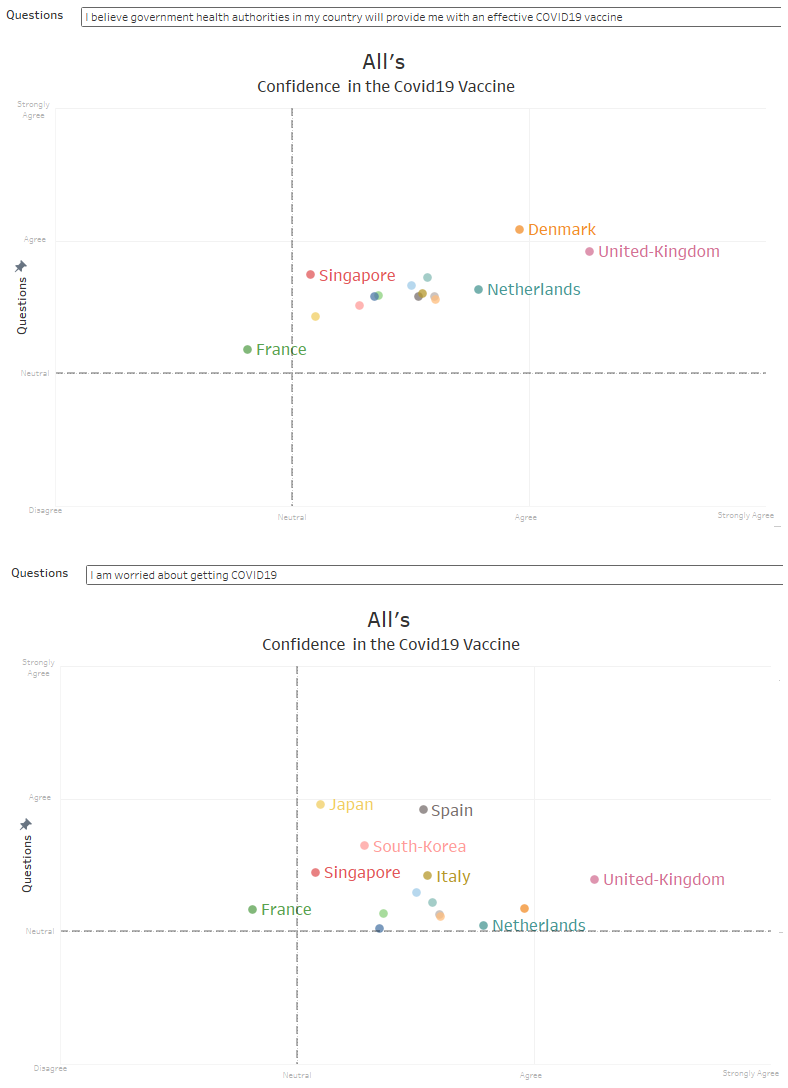 Questions
I believe government health authorities in my country will provide me with an effective COVID19 vaccine
All's
Confidence in the Covid19 Vaccine
Strongly
Agree
Denmark
Agree
United-Kingdom
Singapore
Netherlands
Questions
France
Neutral
Disagree
Neutral
Agree
Strongly Agree
Questions
I am worried about getting COVID19
All's
Confidence in the Covid19 Vaccine
Strongly
Agree
Agree
Japan
Spain
South-Korea
Singapore
Italy
United-Kingdom
Questions
France
Netherlands
Neutral
Disagree
Neutral
Agree
Strongly Agree